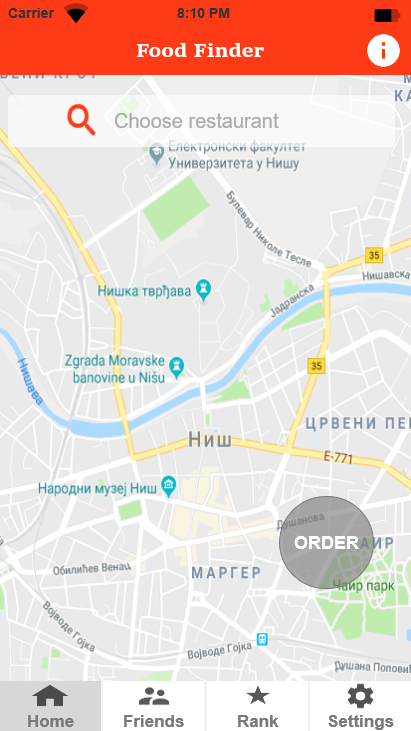 Carrier
8:10 PM
Food Finder
Choose restaurant
Електронски факултет
Универзитета у Нишу
Булевар Николе Тесле
35
Нишавска
Нишка тврђава
Јадранска
Zgrada Moravske
banovine u Nišu
35
Нишава
ЦРВЕНИ
Ниш
E-771
Народни музеј Ниш
Душанова
ORDER
АИР
МАРГЕР
Обилићев Венац
Чаир парк
Војводе Гојка
Војводе Гојка
Душана Поповић
Home
Friends
Rank
Settings